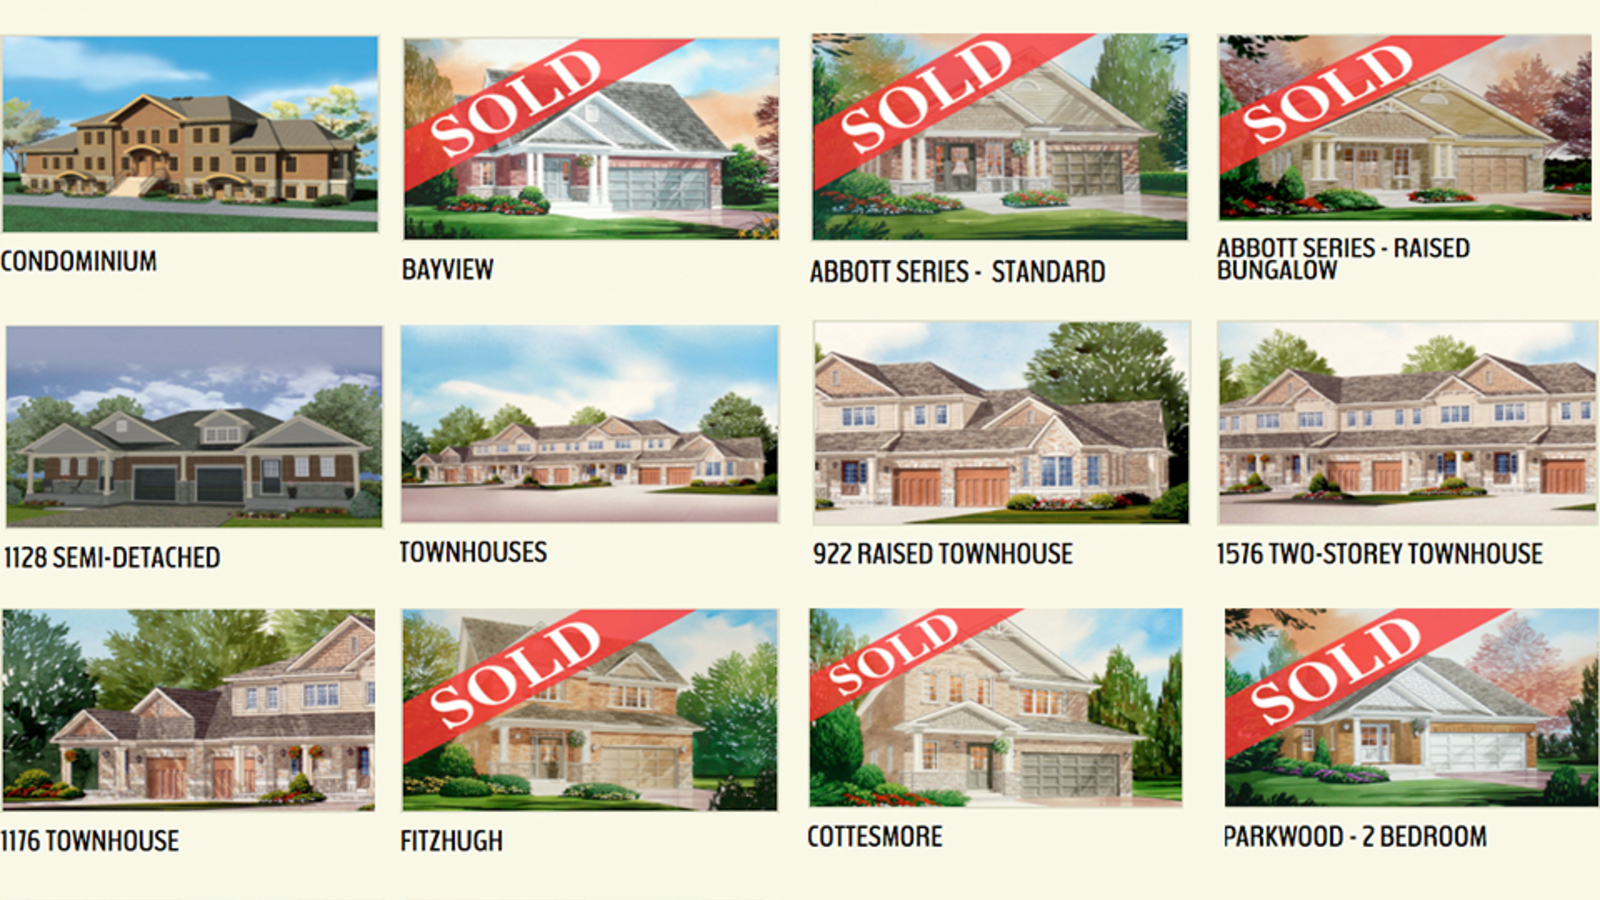 SOLD
SOLD
SOLD
CONDOMINIUM
BAYVIEW
ABBOTT SERIES -  STANDARD
ABBOTT SERIES - RAISED
BUNGALOW
1128 SEMI-DETACHED
TOWNHOUSES
922 RAISED TOWNHOUSE
1576 TWO-STOREY TOWNHOUSE
SOLD
SOLD
SOLD
1176 TOWNHOUSE
FITZHUGH
COTTESMORE
PARKWOOD - 2 BEDROOM